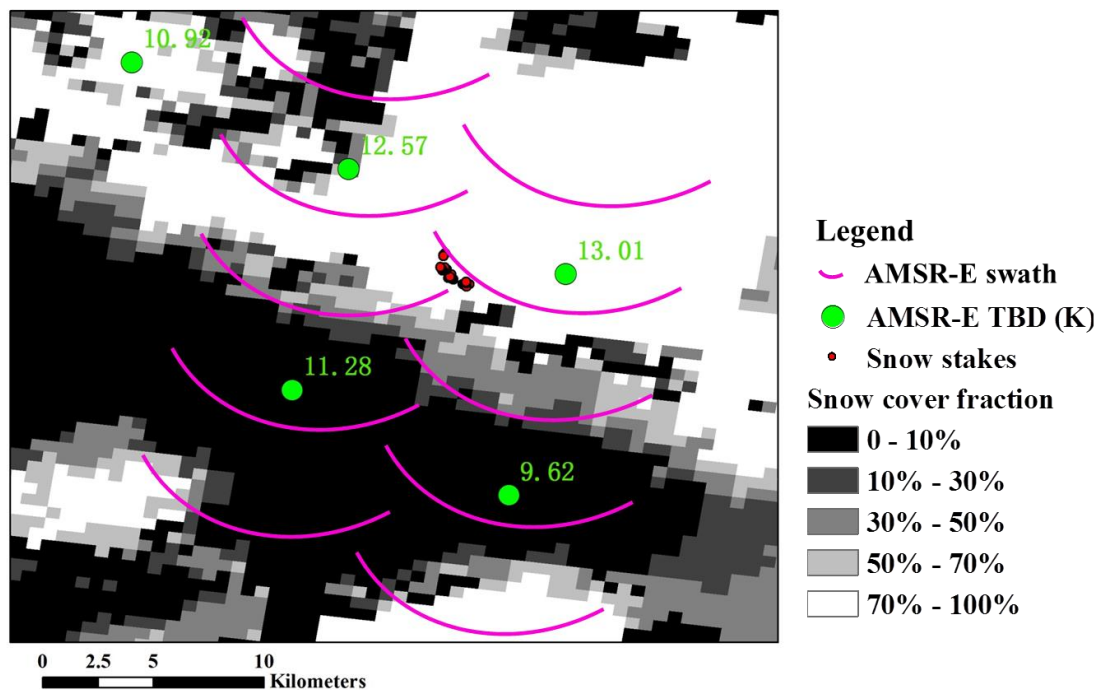 10.92
12.57
13.01
11.28
9.62
Legend
AMSR-E swath
AMSR-E TBD (K)
Snow stakes
Snow cover fraction
0 - 10%
10% - 30%
30% - 50%
50% - 70%
70% - 100%
0 2.5 5 10
Kilometers